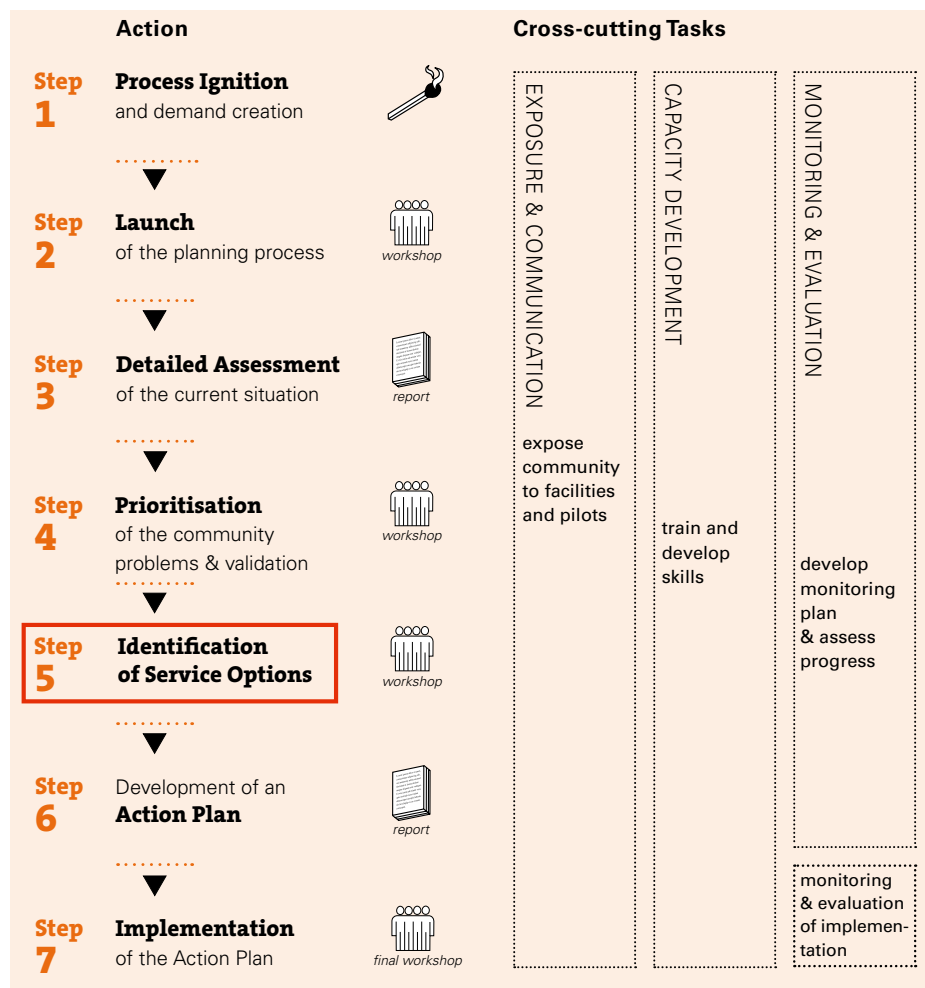 Action
Cross-cutting Tasks
Step
1
Process Ignition
and demand creation
Step
2
Launch
of the planning process
workshop
Step
3
Detailed Assessment
of the current situation
report
Step
4
Prioritisation
of the community
problems & validation
workshop
Step
5
Identification
of Service Options
workshop
Step
6
Development of an
Action Plan
report
Step
7
Implementation
of the Action Plan
final workshop
EXPOSURE & COMMUNICATION
expose
community
to facilities
and pilots
CAPACITY DEVELOPMENT
train and
develop
skills
MONITORING & EVALUATION
develop
monitoring
plan
& assess
progress
monitoring
& evaluation
of implemen-
tation